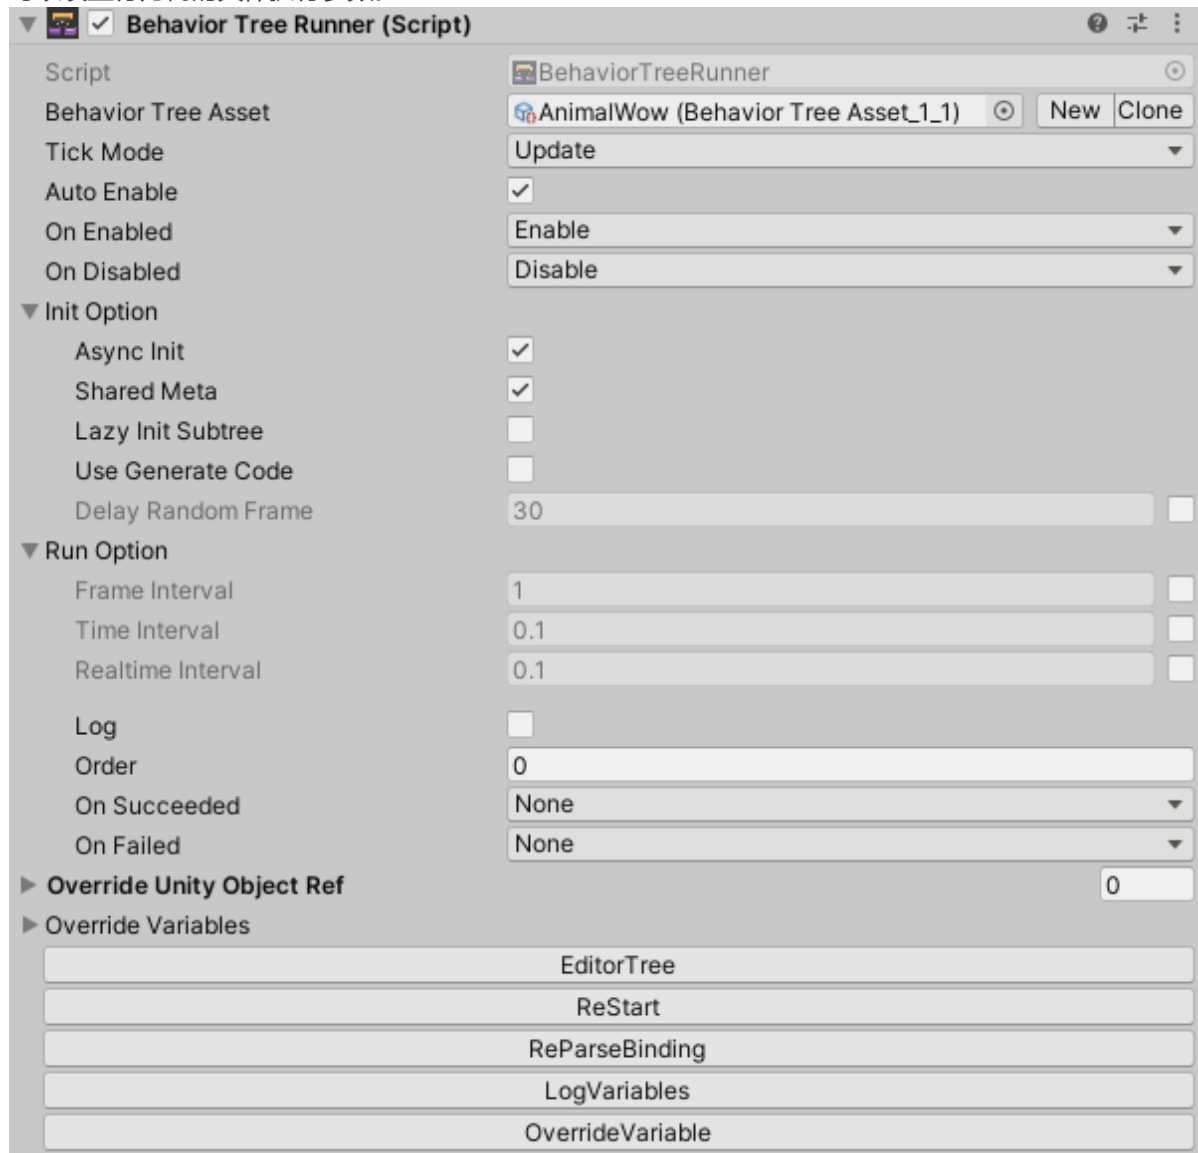 Behavior Tree Runner (Script)
Script BehaviorTreeRunner
Behavior Tree Asset AnimalWow (Behavior Tree Asset_1_1) New Clone
Tick Mode Update
Auto Enable
On Enabled Enable
On Disabled Disable
Init Option
Async Init
Shared Meta
Lazy Init Subtree
Use Generate Code
Delay Random Frame 30
Run Option
Frame Interval 1
Time Interval 0.1
Realtime Interval 0.1
Log
Order 0
On Succeeded None
On Failed None
Override Unity Object Ref 0
Override Variables
EditorTree
ReStart
ReParseBinding
LogVariables
OverrideVariable